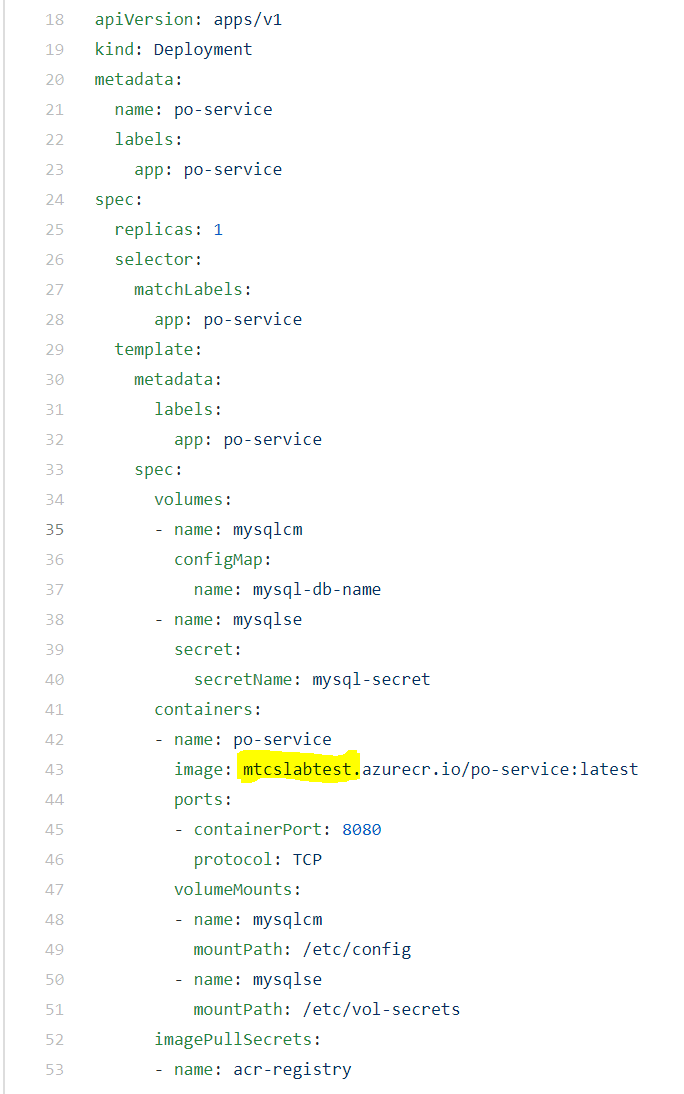 18 apiVersion: apps/v1
19 kind: Deployment
20 metadata:
21   name: po-service
22   labels:
23     app: po-service
24 spec:
25   replicas: 1
26   selector:
27     matchLabels:
28       app: po-service
29   template:
30     metadata:
31       labels:
32         app: po-service
33     spec:
34       volumes:
35       - name: mysqlcm
36         configMap:
37           name: mysql-db-name
38       - name: mysqlse
39         secret:
40           secretName: mysql-secret
41       containers:
42       - name: po-service
43         image: mtcslabtest.azurecr.io/po-service:latest
44         ports:
45         - containerPort: 8080
46           protocol: TCP
47         volumeMounts:
48         - name: mysqlcm
49           mountPath: /etc/config
50         - name: mysqlse
51           mountPath: /etc/vol-secrets
52       imagePullSecrets:
53       - name: acr-registry